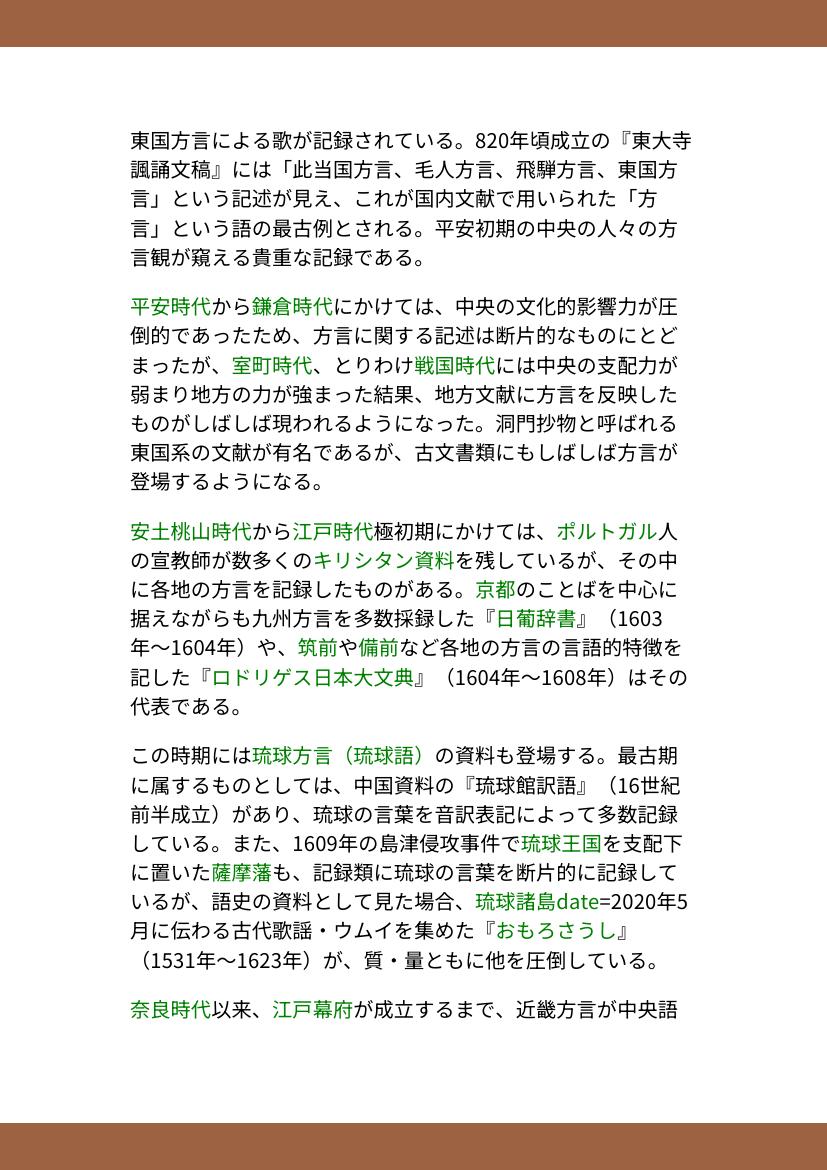 東国方言による歌が記録されている。820年頃成立の『東大寺
諷誦文稿』には「此当国方言、毛人方言、飛騨方言、東国方
言」という記述が見え、これが国内文献で用いられた「方
言」という語の最古例とされる。平安初期の中央の人々の方
言観が窺える貴重な記録である。
平安時代から鎌倉時代にかけては、中央の文化的影響力が圧
倒的であったため、方言に関する記述は断片的なものにとど
まったが、室町時代、とりわけ戦国時代には中央の支配力が
弱まり地方の力が強まった結果、地方文献に方言を反映した
ものがしばしば現われるようになった。洞門抄物と呼ばれる
東国系の文献が有名であるが、古文書類にもしばしば方言が
登場するようになる。
安土桃山時代から江戸時代極初期にかけては、ポルトガル人
の宣教師が数多くのキリシタン資料を残しているが、その中
に各地の方言を記録したものがある。京都のことばを中心に
据えながらも九州方言を多数採録した『日葡辞書』（1603
年〜1604年）や、筑前や備前など各地の方言の言語的特徴を
記した『ロドリゲス日本大文典』（1604年〜1608年）はその
代表である。
この時期には琉球方言（琉球語）の資料も登場する。最古期
に属するものとしては、中国資料の『琉球館訳語』（16世紀
前半成立）があり、琉球の言葉を音訳表記によって多数記録
している。また、1609年の島津侵攻事件で琉球王国を支配下
に置いた薩摩藩も、記録類に琉球の言葉を断片的に記録して
いるが、語史の資料として見た場合、琉球諸島date=2020年5
月に伝わる古代歌謡・ウムイを集めた『おもろさうし』
（1531年〜1623年）が、質・量ともに他を圧倒している。
奈良時代以来、江戸幕府が成立するまで、近畿方言が中央語